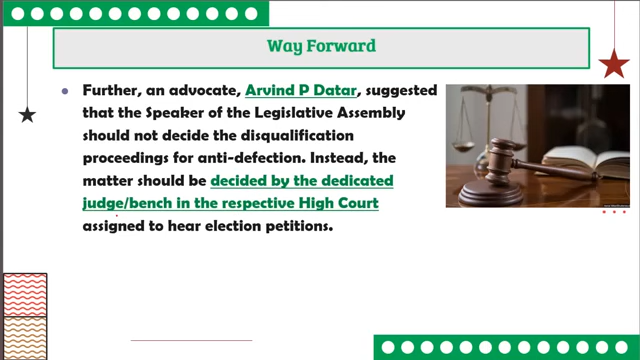 Way Forward
Further, an advocate, Arvind P Datar, suggested
that the Speaker of the Legislative Assembly
should not decide the disqualification
proceedings for anti-defection. Instead, the
matter should be decided by the dedicated
judge/bench in the respective High Court
assigned to hear election petitions.